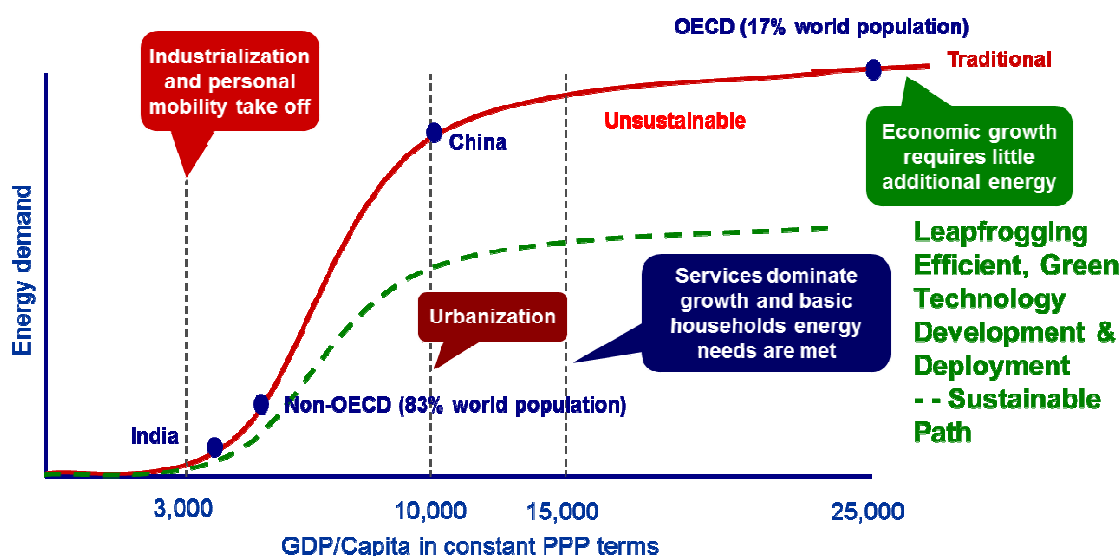 OECD (17% world population)
Traditional
Industrialization
and personal
mobility take off
Unsustainable
China
Economic growth
requires little
additional energy
Energy demand
Leapfrogging
Efficient, Green
Technology
Development &
Deployment
- - Sustainable
Path
Services dominate
growth and basic
households energy
needs are met
Urbanization
Non-OECD (83% world population)
India
3,000
10,000
15,000
25,000
GDP/Capita in constant PPP terms